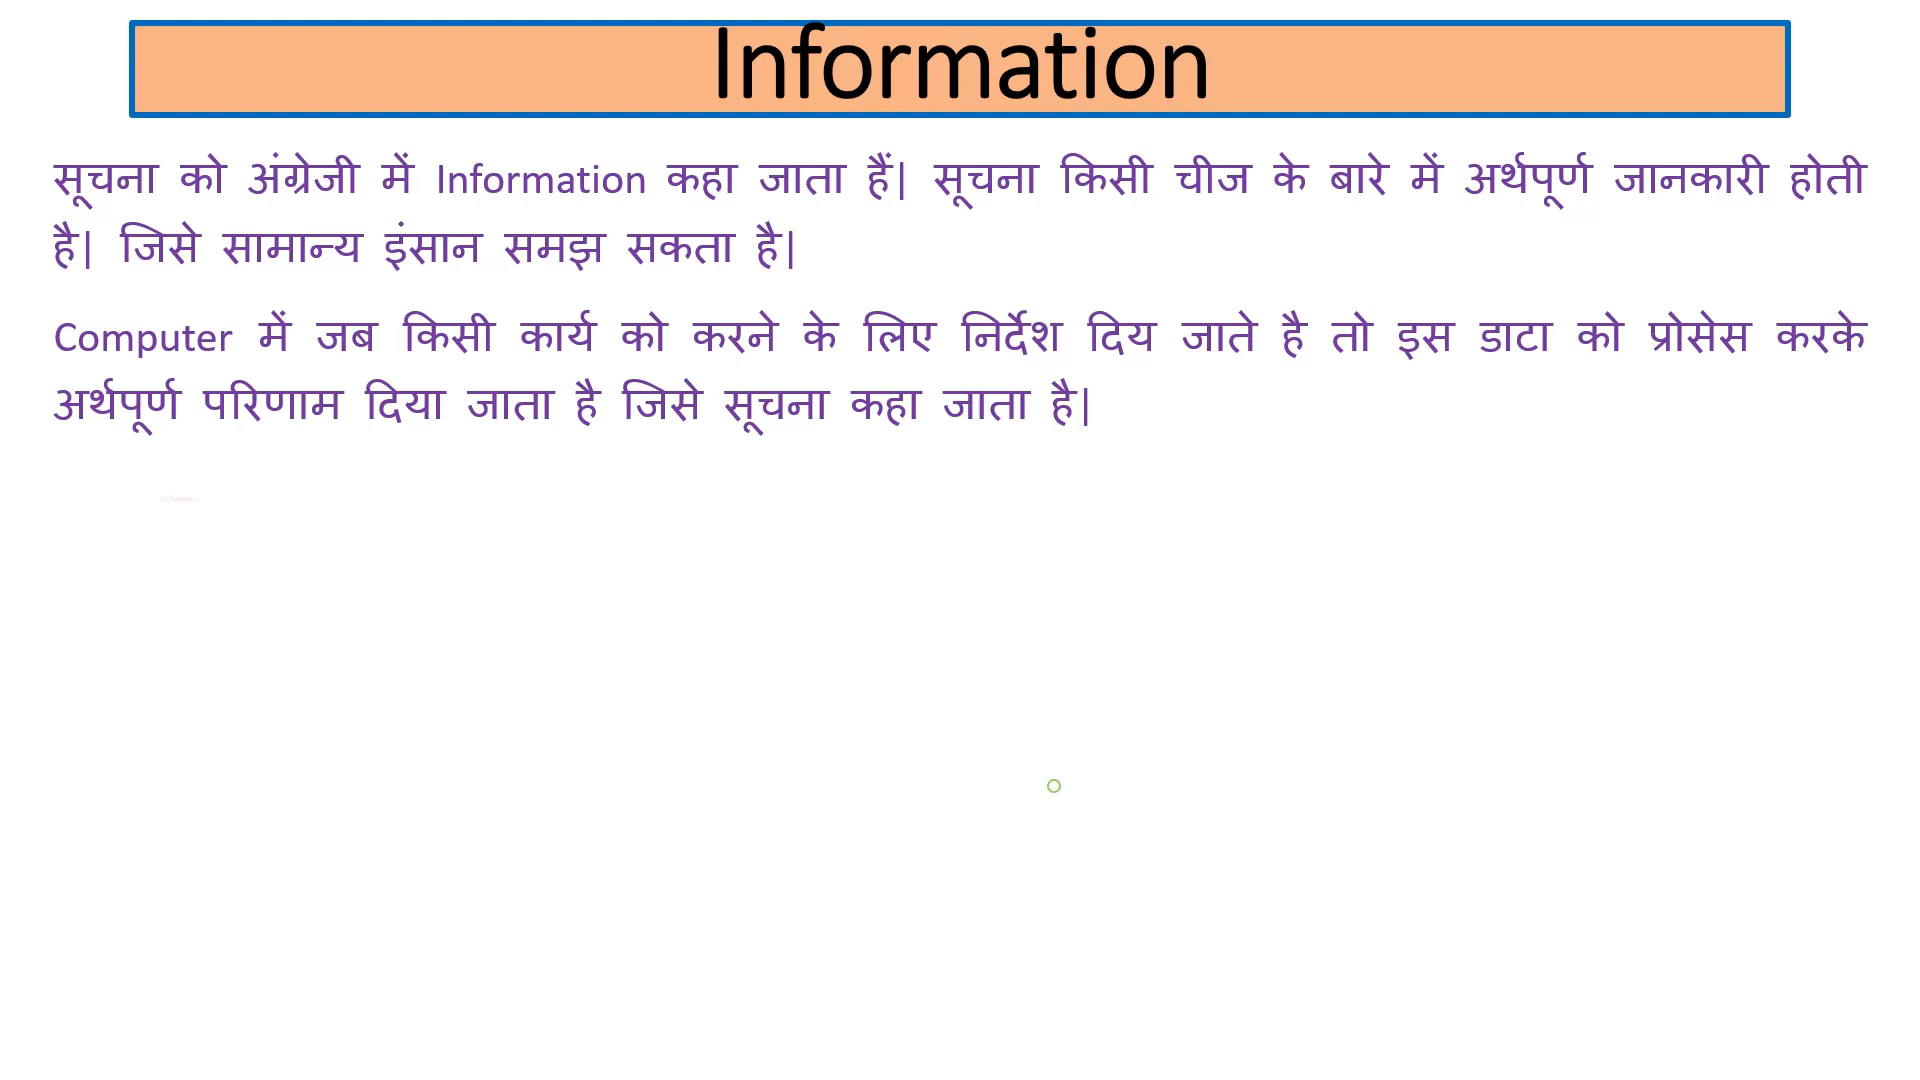 Information
सूचना को अंग्रेजी में Information कहा जाता हैं| सूचना किसी चीज के बारे में अर्थपूर्ण जानकारी होती
है| जिसे सामान्य इंसान समझ सकता है|
Computer में जब किसी कार्य को करने के लिए निर्देश दिय जाते है तो इस डाटा को प्रोसेस करके
अर्थपूर्ण परिणाम दिया जाता है जिसे सूचना कहा जाता है|